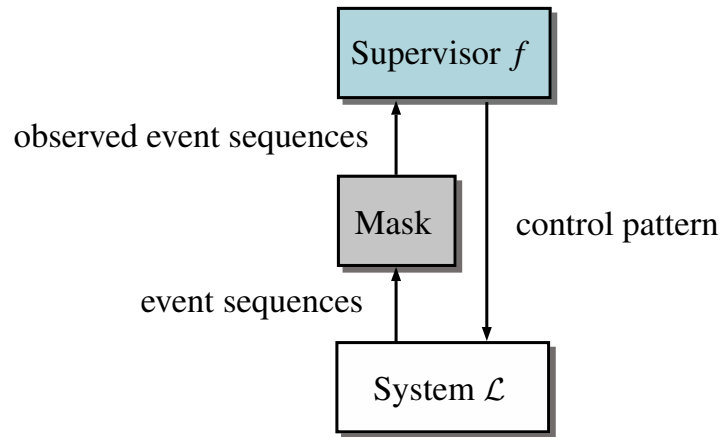 Supervisor f
observed event sequences
Mask
control pattern
event sequences
System ℒ